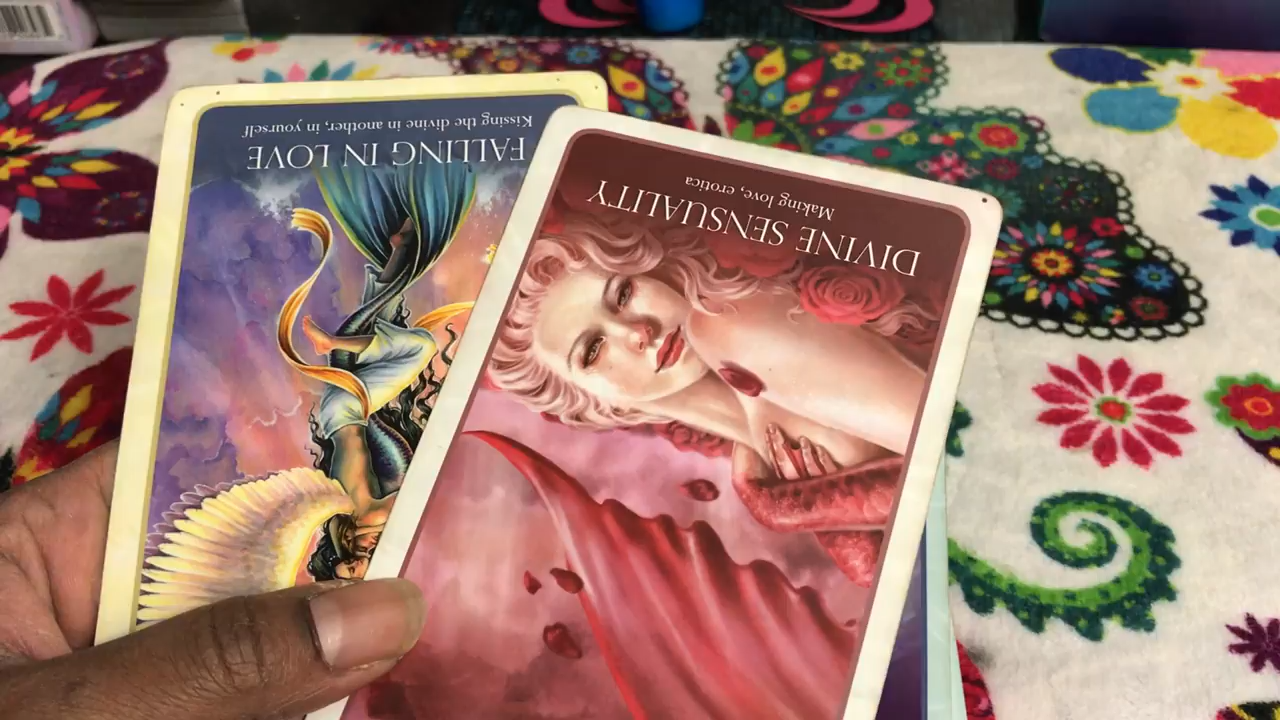 FALLING IN LOVE
Kissing the divine in another, in yourself
DIVINE SENSUALITY
Making love, erotica